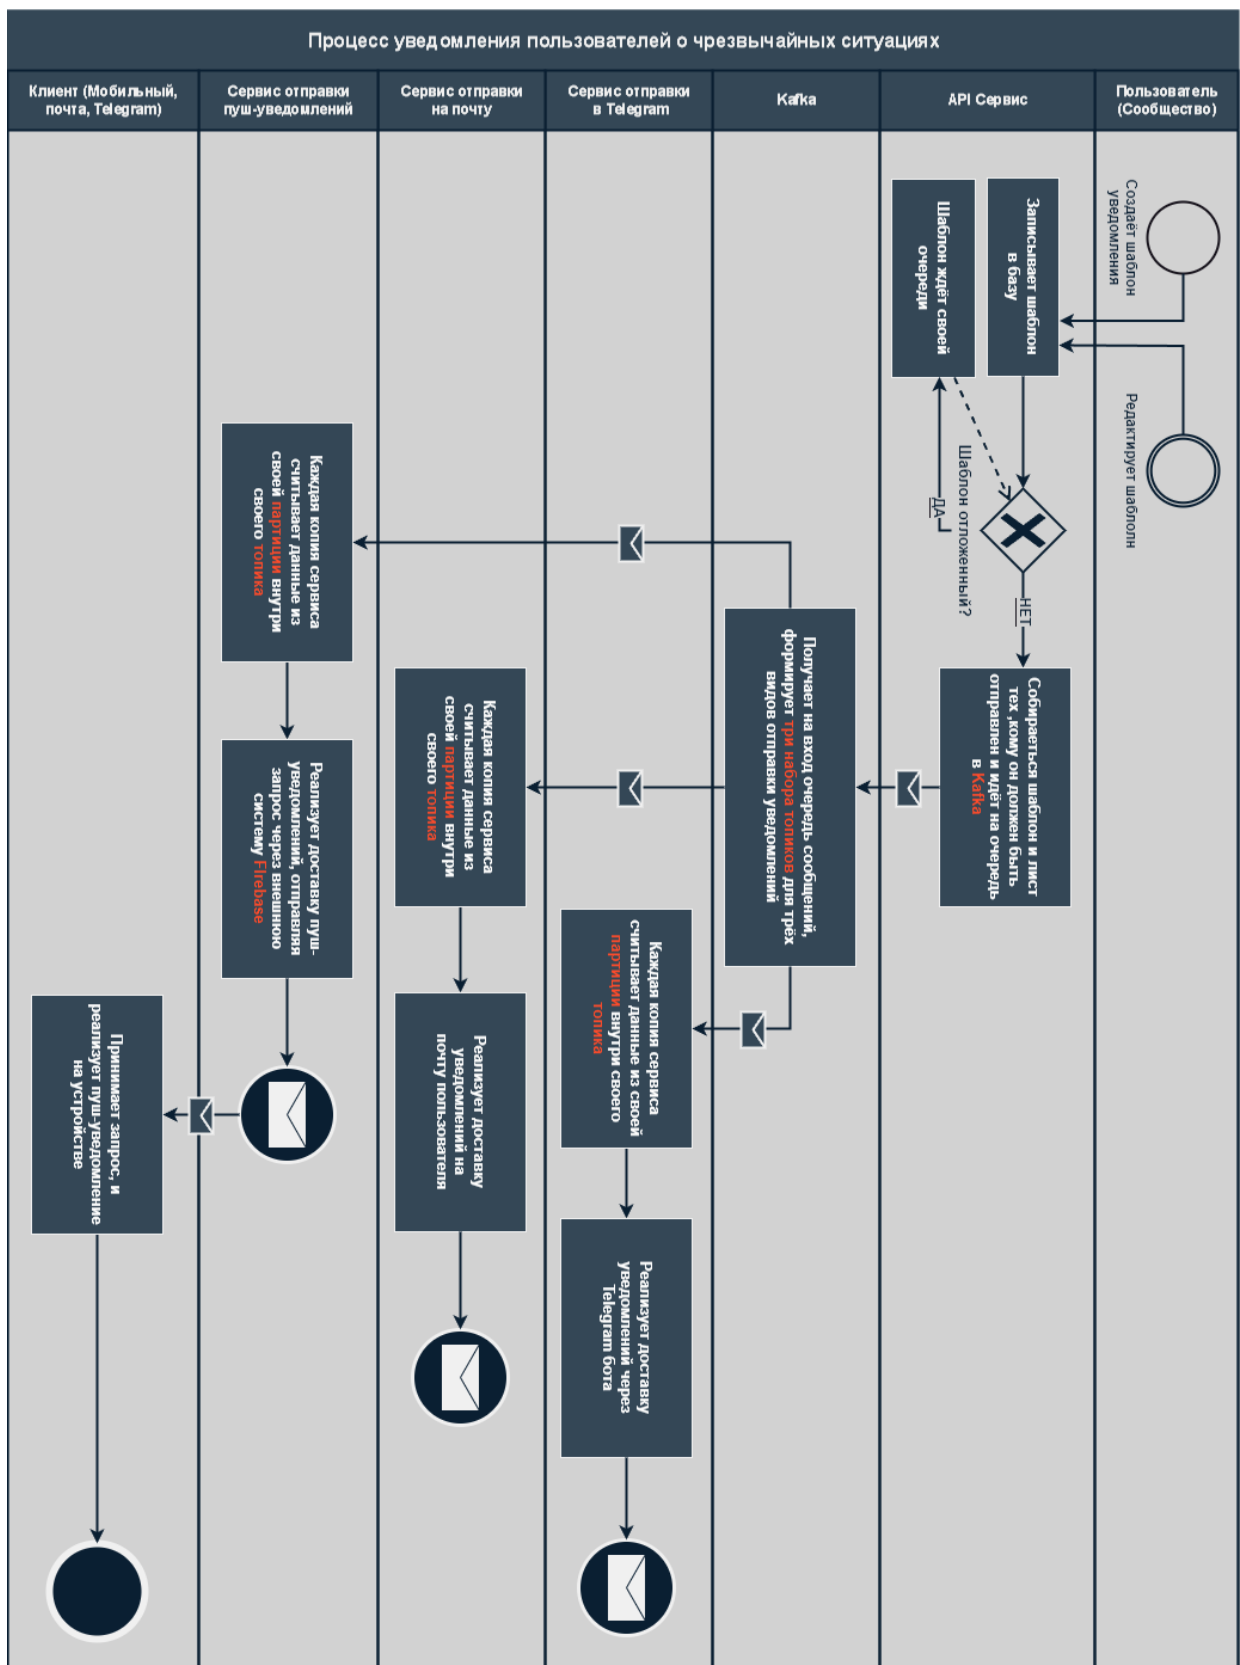 Процесс уведомления пользователей о чрезвычайных ситуациях
Клиент (Мобильный,
почта, Telegram)
Сервис отправки
пуш-уведомлений
Сервис отправки
на почту
Сервис отправки
в Telegram
Kafka
API Сервис
Пользователь
(Сообщество)
Создаёт шаблон
уведомления
Редактирует шаблолн
Записывает шаблон
в базу
Шаблон ждёт своей
очереди
Шаблон отложенный?
ДА
НЕТ
Собираеться шаблон и лист
тех ,кому он должен быть
отправлен и идёт на очередь
в Kafka
Получает на вход очередь сообщений,
формирует три набора топиков для трёх
видов отправки уведомлений
Каждая копия сервиса
считывает данные из своей
партиции внутри своего
топика
Реализует доставку
уведомлений через
Telegram бота
Каждая копия сервиса
считывает данные из
своей партиции внутри
своего топика
Реализует доставку
уведомлений на
почту пользователя
Каждая копия сервиса
считывает данные из
своей партиции внутри
своего топика
Реализует доставку пуш-
уведомлений, отправляя
запрос через внешнюю
систему FIrebase
Принимает запрос, и
реализует пуш-уведомление
на устройстве